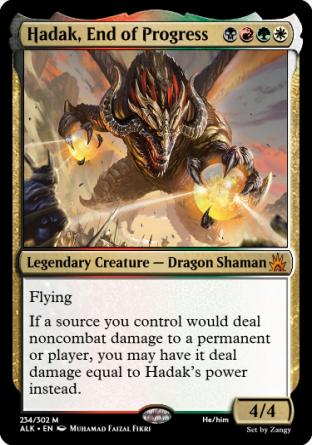 Hadak, End of Progress
Legendary Creature — Dragon Shaman
Flying
If a source you control would deal
noncombat damage to a permanent
or player, you may have it deal
damage equal to Hadak's power
instead.
4/4
234/302 M
He/him
ALK • EN Muhamad Faizal Fikri
Set by Zangy